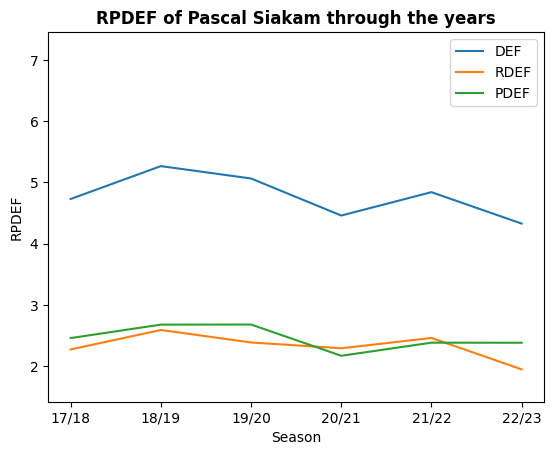 RPDEF of Pascal Siakam through the years
DEF
RDEF
PDEF
7
6
5
4
3
2
RPDEF
17/18 18/19 19/20 20/21 21/22 22/23
Season